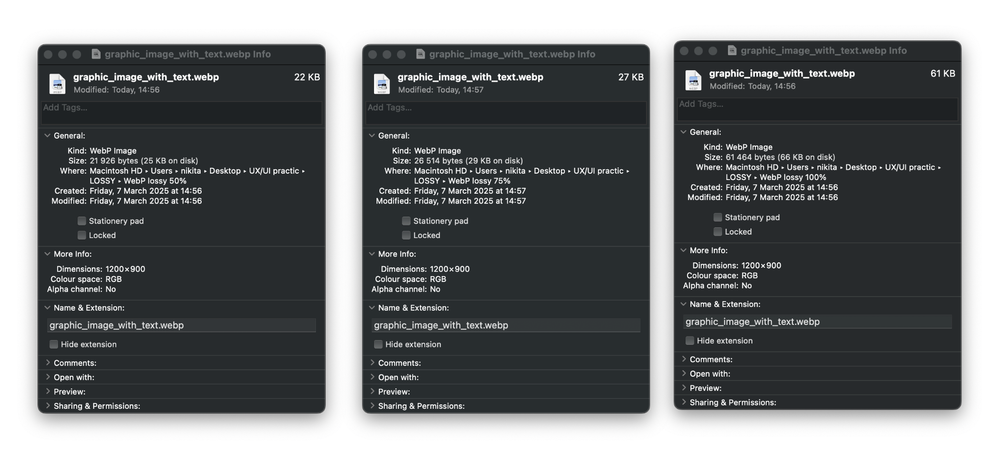 graphic_image_with_text.webp Info
graphic_image_with_text.webp 22 KB
Modified: Today, 14:56
Add Tags...
General:
Kind: WebP Image
Size: 21 926 bytes (25 KB on disk)
Where: Macintosh HD ▸ Users ▸ nikita ▸ Desktop ▸ UX/UI practic ▸
LOSSY ▸ WebP lossy 50%
Created: Friday, 7 March 2025 at 14:56
Modified: Friday, 7 March 2025 at 14:56
Stationery pad
Locked
More Info:
Dimensions: 1200×900
Colour space: RGB
Alpha channel: No
Name & Extension:
graphic_image_with_text.webp
Hide extension
Comments:
Open with:
Preview:
Sharing & Permissions:
graphic_image_with_text.webp Info
WEBP
graphic_image_with_text.webp 27 KB
Modified: Today, 14:57
Add Tags...
General:
Kind: WebP Image
Size: 26 514 bytes (29 KB on disk)
Where: Macintosh HD ▸ Users ▸ nikita ▸ Desktop ▸ UX/UI practic ▸
LOSSY ▸ WebP lossy 75%
Created: Friday, 7 March 2025 at 14:57
Modified: Friday, 7 March 2025 at 14:57
Stationery pad
Locked
More Info:
Dimensions: 1200×900
Colour space: RGB
Alpha channel: No
Name & Extension:
graphic_image_with_text.webp
Hide extension
Comments:
Open with:
Preview:
Sharing & Permissions:
graphic_image_with_text.webp Info
WEBP
graphic_image_with_text.webp 61 KB
Modified: Today, 14:56
Add Tags...
General:
Kind: WebP Image
Size: 61 464 bytes (66 KB on disk)
Where: Macintosh HD ▸ Users ▸ nikita ▸ Desktop ▸ UX/UI practic ▸
LOSSY ▸ WebP lossy 100%
Created: Friday, 7 March 2025 at 14:56
Modified: Friday, 7 March 2025 at 14:56
Stationery pad
Locked
More Info:
Dimensions: 1200×900
Colour space: RGB
Alpha channel: No
Name & Extension:
graphic_image_with_text.webp
Hide extension
Comments:
Open with:
Preview:
Sharing & Permissions: